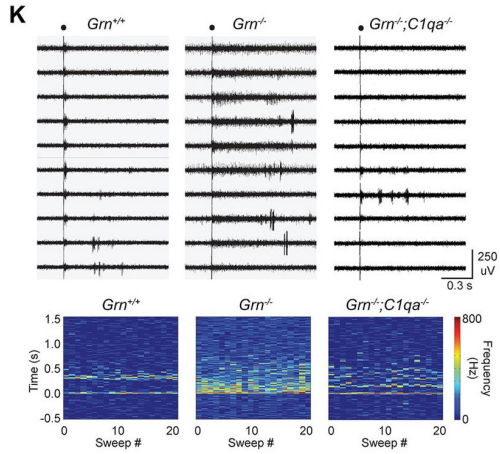 K
Grn+/+ Grn-/- Grn-/-;C1qa-/-
250
uV
0.3 s
Grn+/+ Grn-/- Grn-/-;C1qa-/-
1.5
1.0
0.5
0.0
-0.5
Time (s)
0 10 20
Sweep #
0 10 20
Sweep #
0 10 20
Sweep #
800
0
Frequency
(Hz)